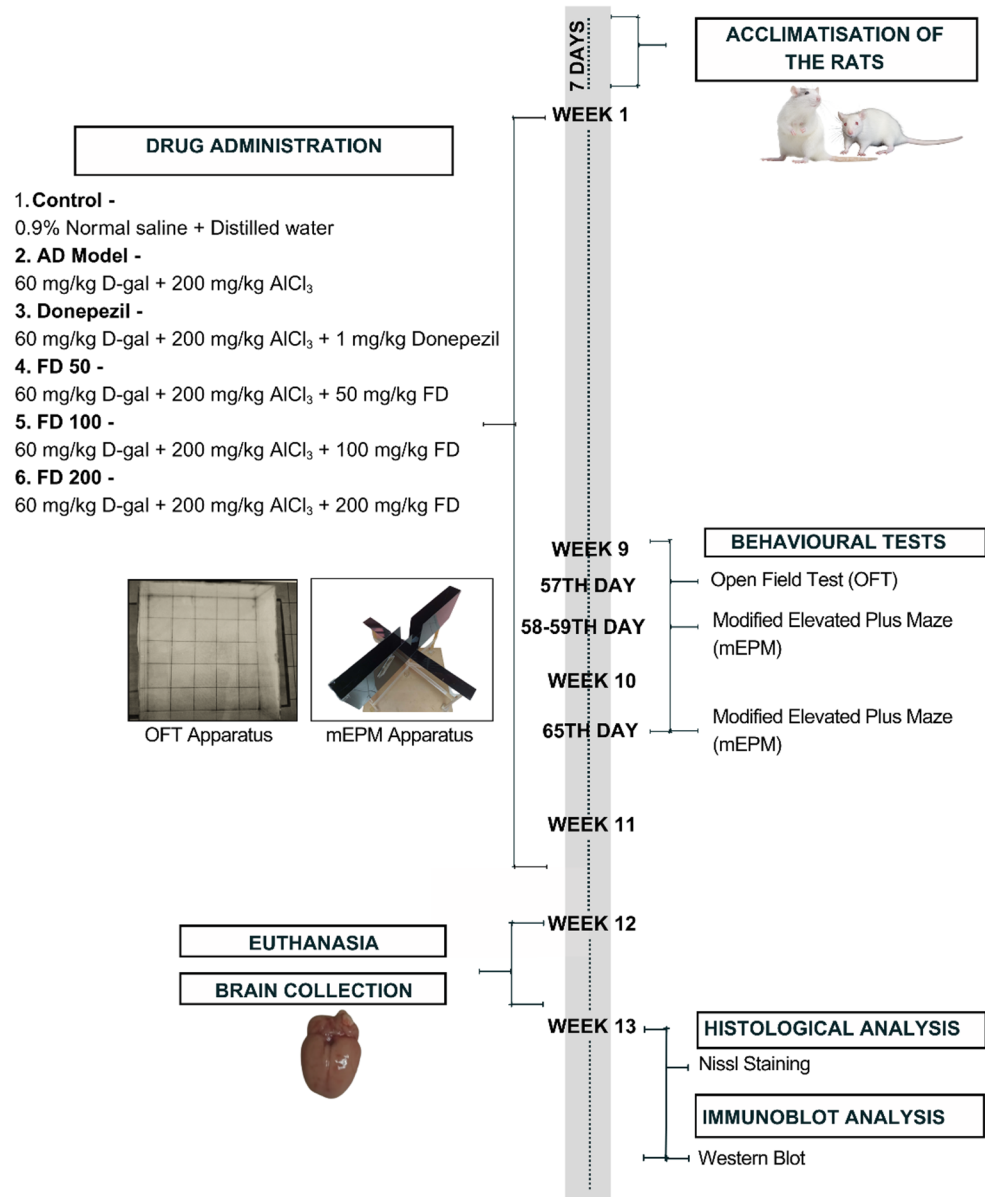 7 DAYS
ACCLIMATISATION OF
THE RATS
WEEK 1
DRUG ADMINISTRATION
1.Control -
0.9% Normal saline + Distilled water
2. AD Model -
60 mg/kg D-gal + 200 mg/kg AlCl₃
3. Donepezil -
60 mg/kg D-gal + 200 mg/kg AlCl₃ + 1 mg/kg Donepezil
4. FD 50 -
60 mg/kg D-gal + 200 mg/kg AlCl₃ + 50 mg/kg FD
5. FD 100 -
60 mg/kg D-gal + 200 mg/kg AlCl₃ + 100 mg/kg FD
6. FD 200 -
60 mg/kg D-gal + 200 mg/kg AlCl₃ + 200 mg/kg FD
WEEK 9
BEHAVIOURAL TESTS
57TH DAY
Open Field Test (OFT)
58-59TH DAY
Modified Elevated Plus Maze
(mEPM)
WEEK 10
65TH DAY
Modified Elevated Plus Maze
(mEPM)
OFT Apparatus
mEPM Apparatus
WEEK 11
WEEK 12
EUTHANASIA
BRAIN COLLECTION
WEEK 13
HISTOLOGICAL ANALYSIS
Nissl Staining
IMMUNOBLOT ANALYSIS
Western Blot